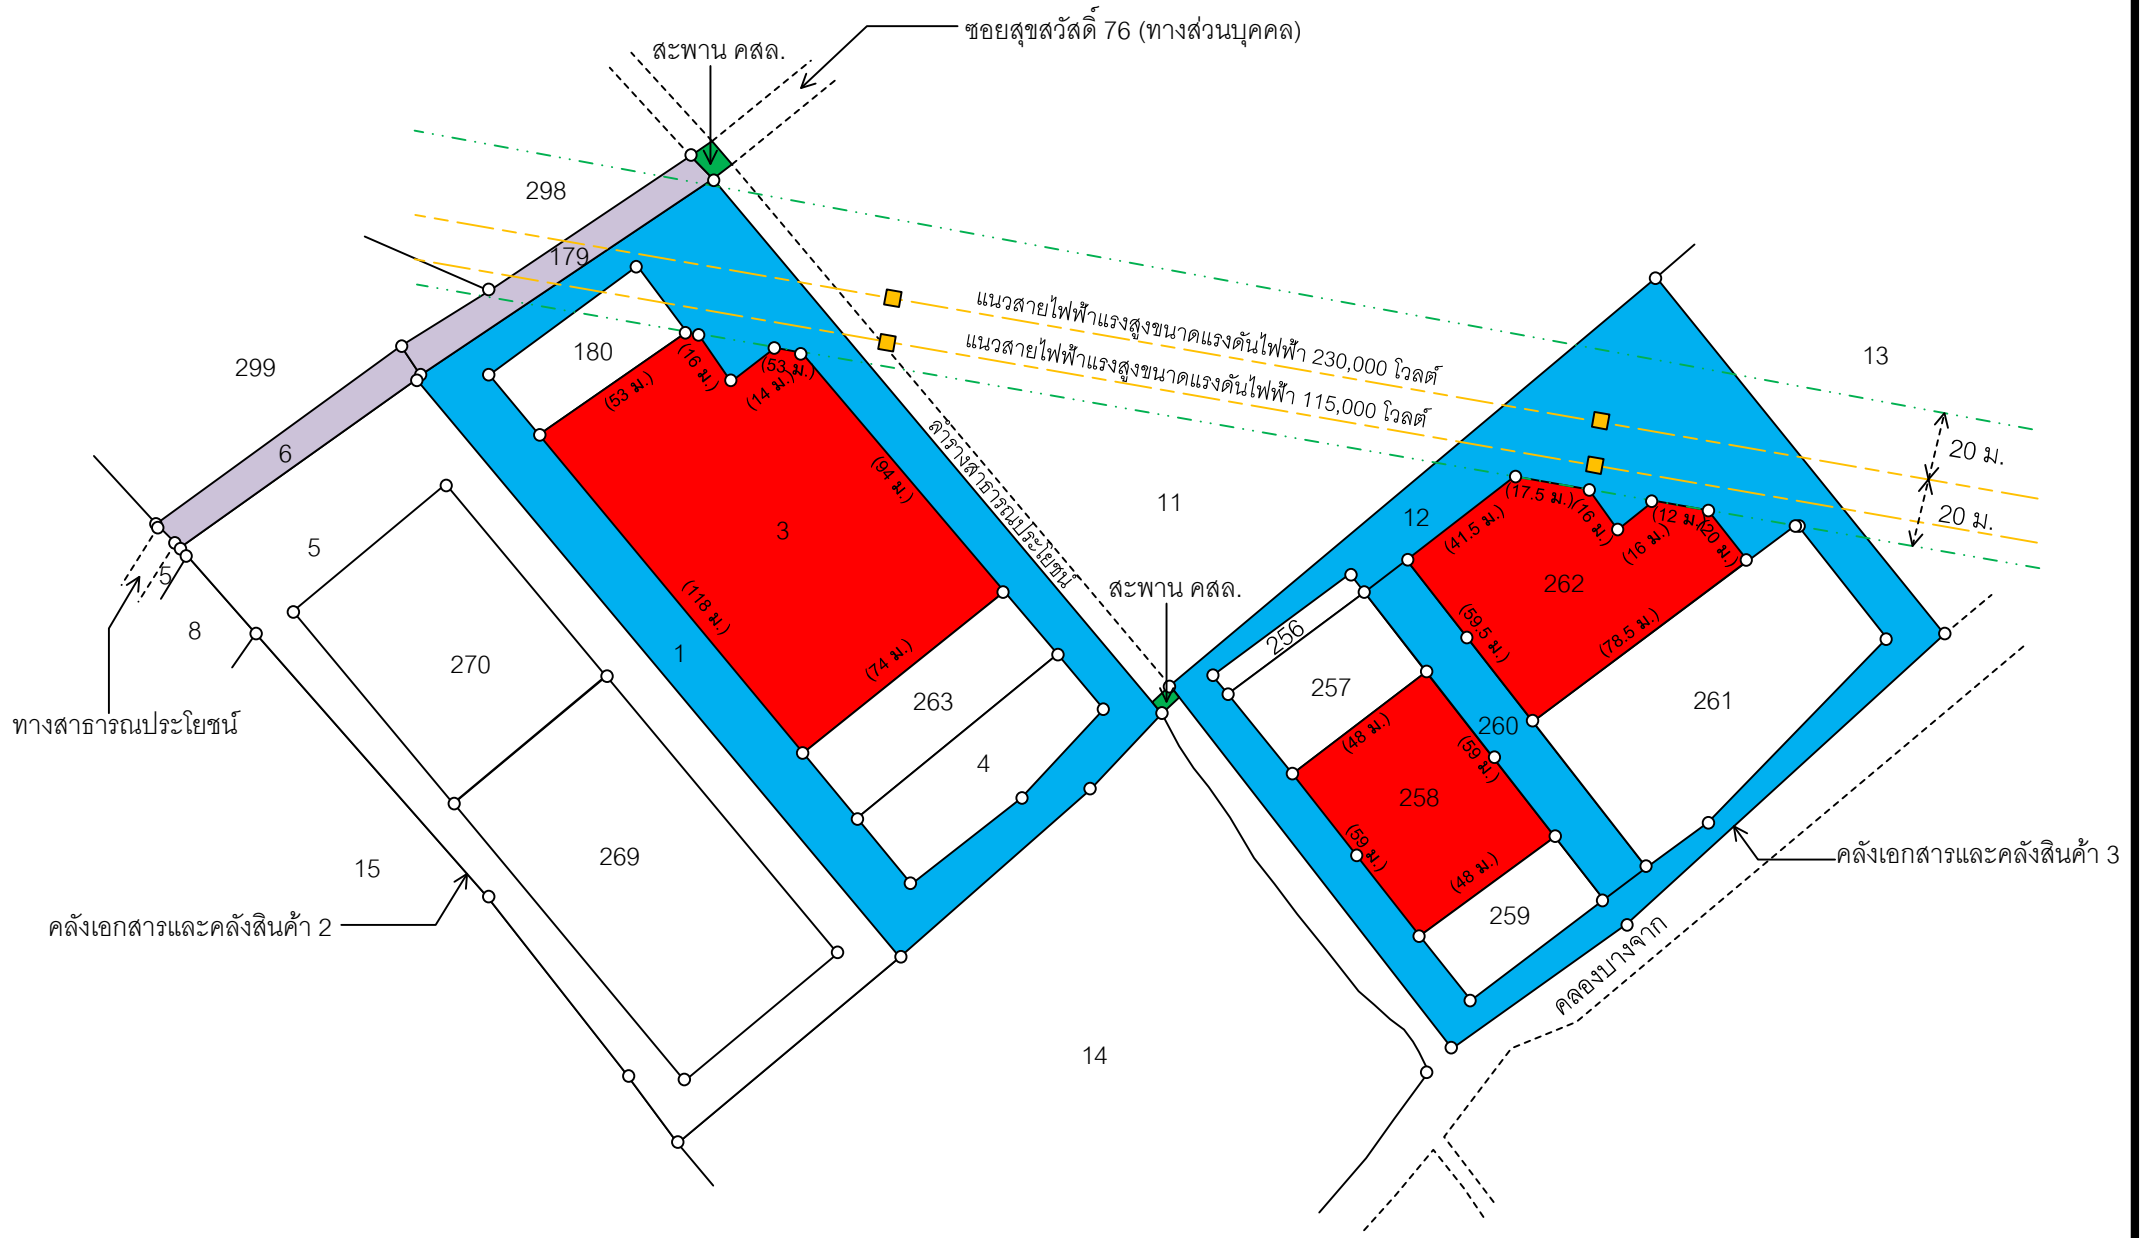 ซอยสุขสวัสดิ์ 76 (ทางส่วนบุคคล)
สะพาน คสล.
298
179
299
6
180
(53 ม.)
(16 ม.)
(53 ม.)
(14 ม.)
(94 ม.)
3
(118 ม.)
(74 ม.)
แนวสายไฟฟ้าแรงสูงขนาดแรงดันไฟฟ้า 230,000 โวลต์
แนวสายไฟฟ้าแรงสูงขนาดแรงดันไฟฟ้า 115,000 โวลต์
13
20 ม.
20 ม.
ลำรางสาธารณประโยชน์
11
12
(17.5 ม.)
(16 ม.)
(12 ม.)
(20 ม.)
(16 ม.)
(41.5 ม.)
262
(59.5 ม.)
(78.5 ม.)
5
5
8
270
1
263
4
สะพาน คสล.
256
257
260
261
(48 ม.)
(59 ม.)
258
(59 ม.)
(48 ม.)
259
ทางสาธารณประโยชน์
15
269
คลังเอกสารและคลังสินค้า 2
คลังเอกสารและคลังสินค้า 3
คลองบางจาก
14